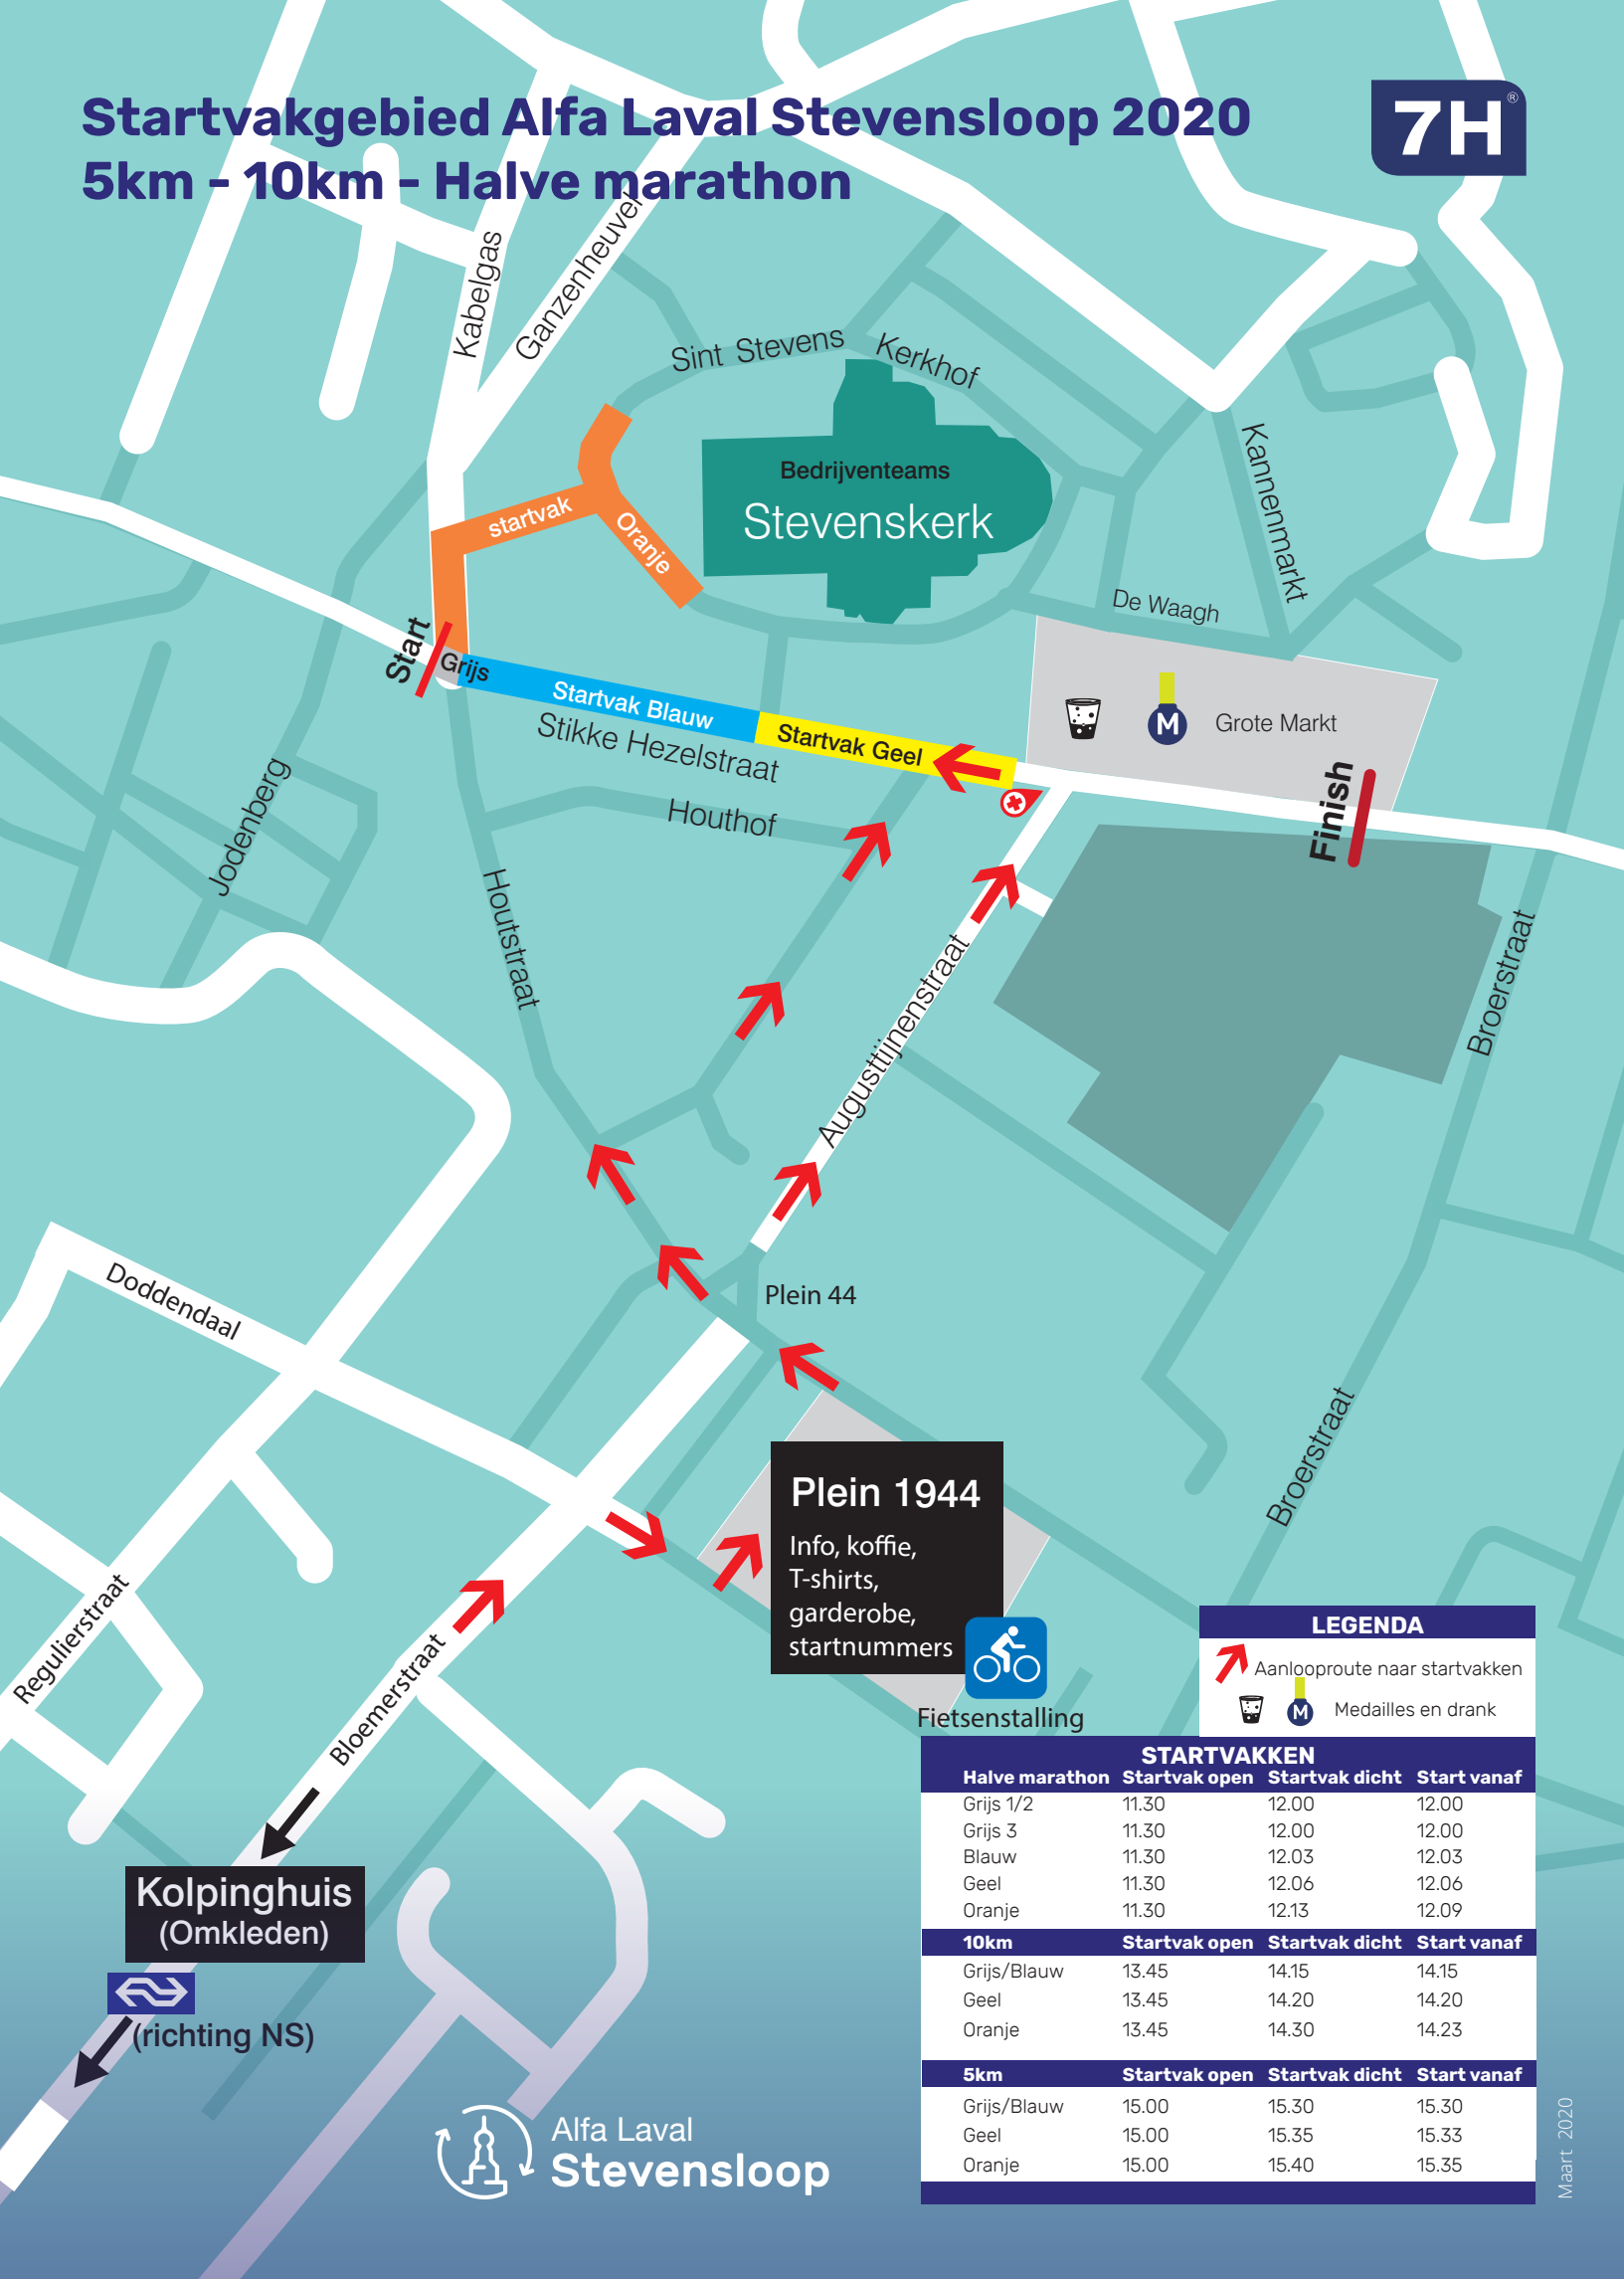 Startvakgebied Alfa Laval Stevensloop 2020
5km - 10km - Halve marathon
7H®
Kabelgas
Ganzenheuvel
Sint Stevens
Kerkhof
Bedrijventeams
Stevenskerk
Kannenmarkt
startvak
Oranje
De Waagh
Start
Grijs
Startvak Blauw
Startvak Geel
Stikke Hezelstraat
M
Grote Markt
Finish
Houthof
Jodenberg
Houtstraat
Augusttijnenstraat
Broerstraat
Plein 44
Doddendaal
Broerstraat
Plein 1944
Info, koffie,
T-shirts,
garderobe,
startnummers
Fietsenstalling
Regulierstraat
Bloemerstraat
Kolpinghuis
(Omkleden)
(richting NS)
LEGENDA
Aanlooproute naar startvakken
M
Medailles en drank
STARTVAKKEN
Halve marathon Startvak open Startvak dicht Start vanaf
Grijs 1/2 11.30 12.00 12.00
Grijs 3 11.30 12.00 12.00
Blauw 11.30 12.03 12.03
Geel 11.30 12.06 12.06
Oranje 11.30 12.13 12.09
10km Startvak open Startvak dicht Start vanaf
Grijs/Blauw 13.45 14.15 14.15
Geel 13.45 14.20 14.20
Oranje 13.45 14.30 14.23
5km Startvak open Startvak dicht Start vanaf
Grijs/Blauw 15.00 15.30 15.30
Geel 15.00 15.35 15.33
Oranje 15.00 15.40 15.35
Maart 2020
Alfa Laval
Stevensloop